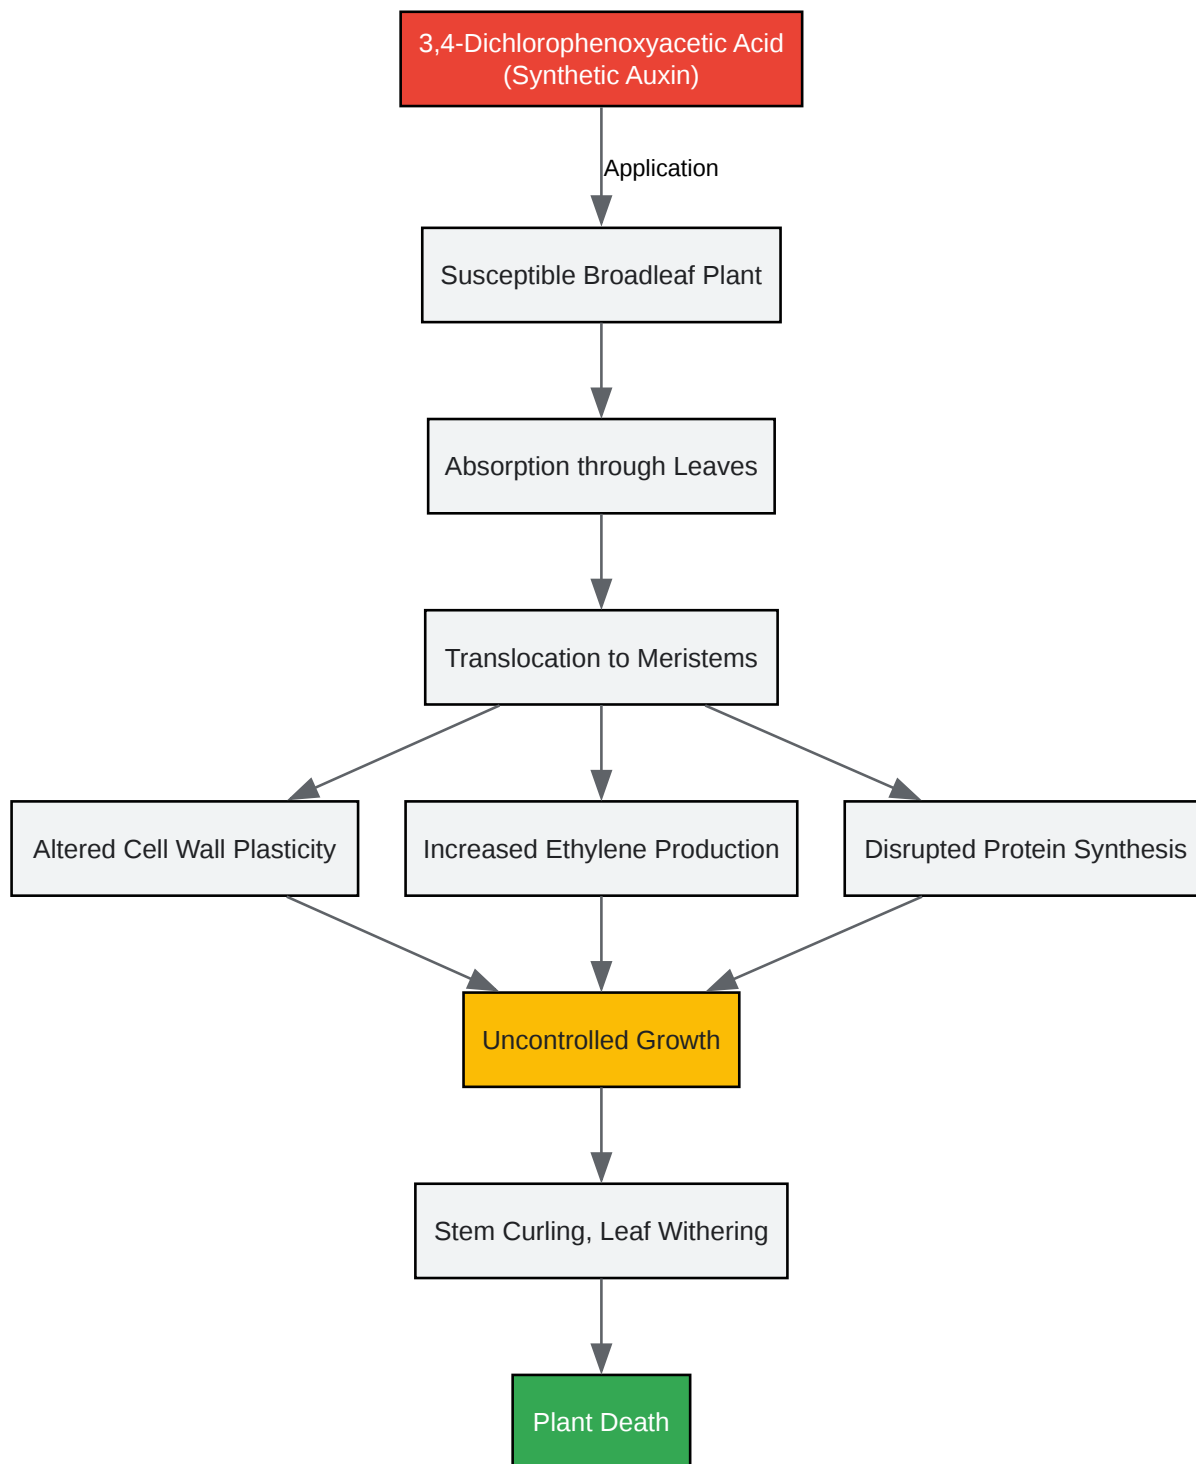 3,4-Dichlorophenoxyacetic Acid
(Synthetic Auxin)
Application
Susceptible Broadleaf Plant
Absorption through Leaves
Translocation to Meristems
Altered Cell Wall Plasticity
Increased Ethylene Production
Disrupted Protein Synthesis
Uncontrolled Growth
Stem Curling, Leaf Withering
Plant Death